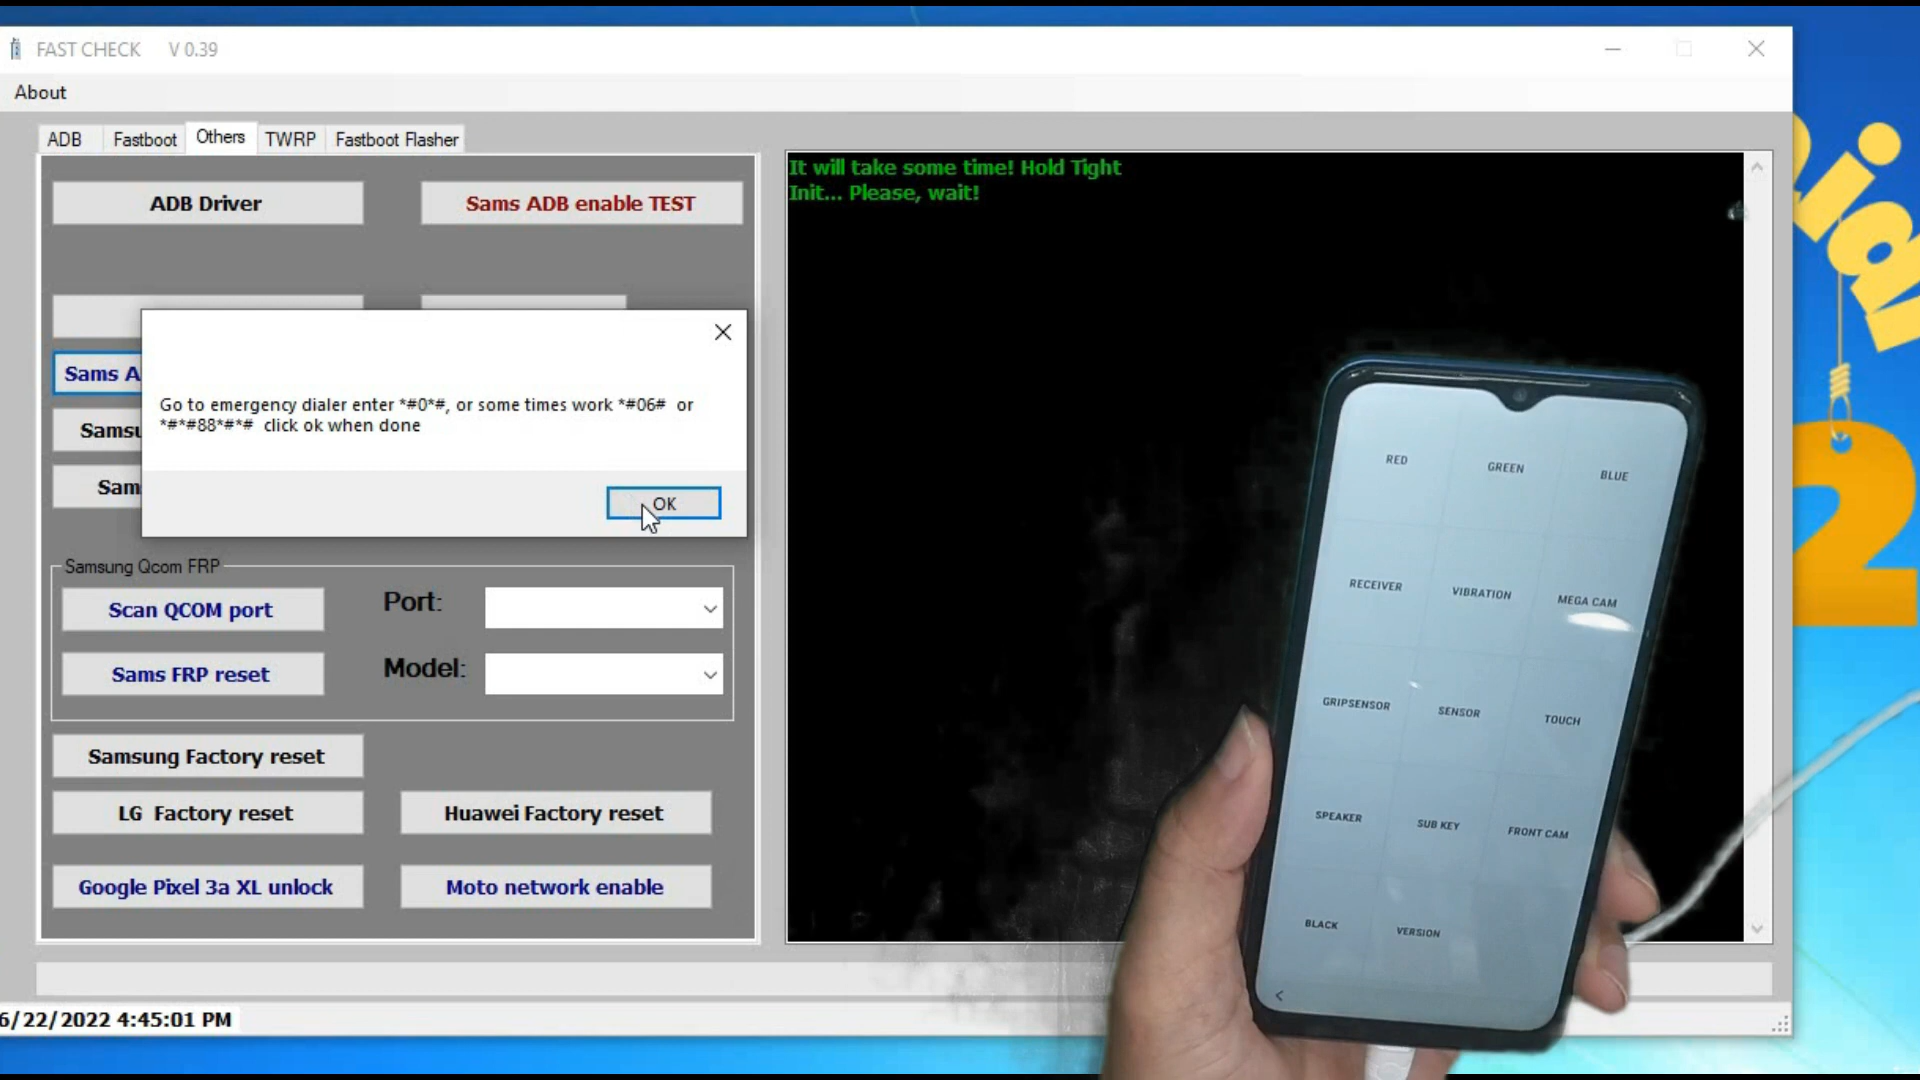 FAST CHECK V 0.39
About
ADB Fastboot Others TWRP Fastboot Flasher
ADB Driver
Sams ADB enable TEST
Sams A
Samsu
Sam
Go to emergency dialer enter *#0*#, or some times work *#06# or
*#*#88*#*# click ok when done
OK
Samsung Qcom FRP
Scan QCOM port
Port:
Sams FRP reset
Model:
Samsung Factory reset
LG Factory reset
Huawei Factory reset
Google Pixel 3a XL unlock
Moto network enable
6/22/2022 4:45:01 PM
It will take some time! Hold Tight
Init... Please, wait!
RED GREEN BLUE
RECEIVER VIBRATION MEGA CAM
GRIPSENSOR SENSOR TOUCH
SPEAKER SUB KEY FRONT CAM
BLACK VERSION
<
2